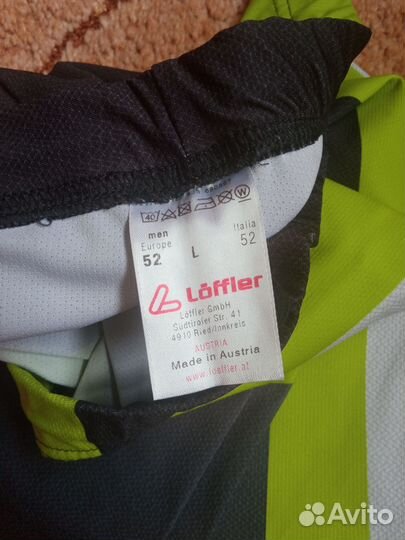 40 W
men
Europe Italia
52 L 52
Löffler
Löffler GmbH
Südtiroler Str. 41
4910 Ried/Innkreis
AUSTRIA
Made in Austria
www.loeffler.at
Avito